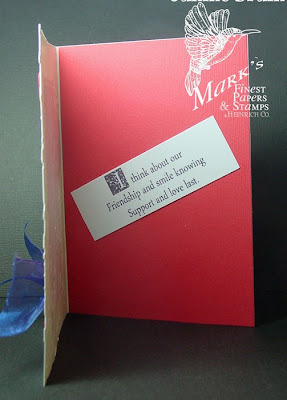 Mark's
Finest
Papers
& Stamps
A HEINRICH CO.
I think about our
Friendship and smile knowing
Support and love last.